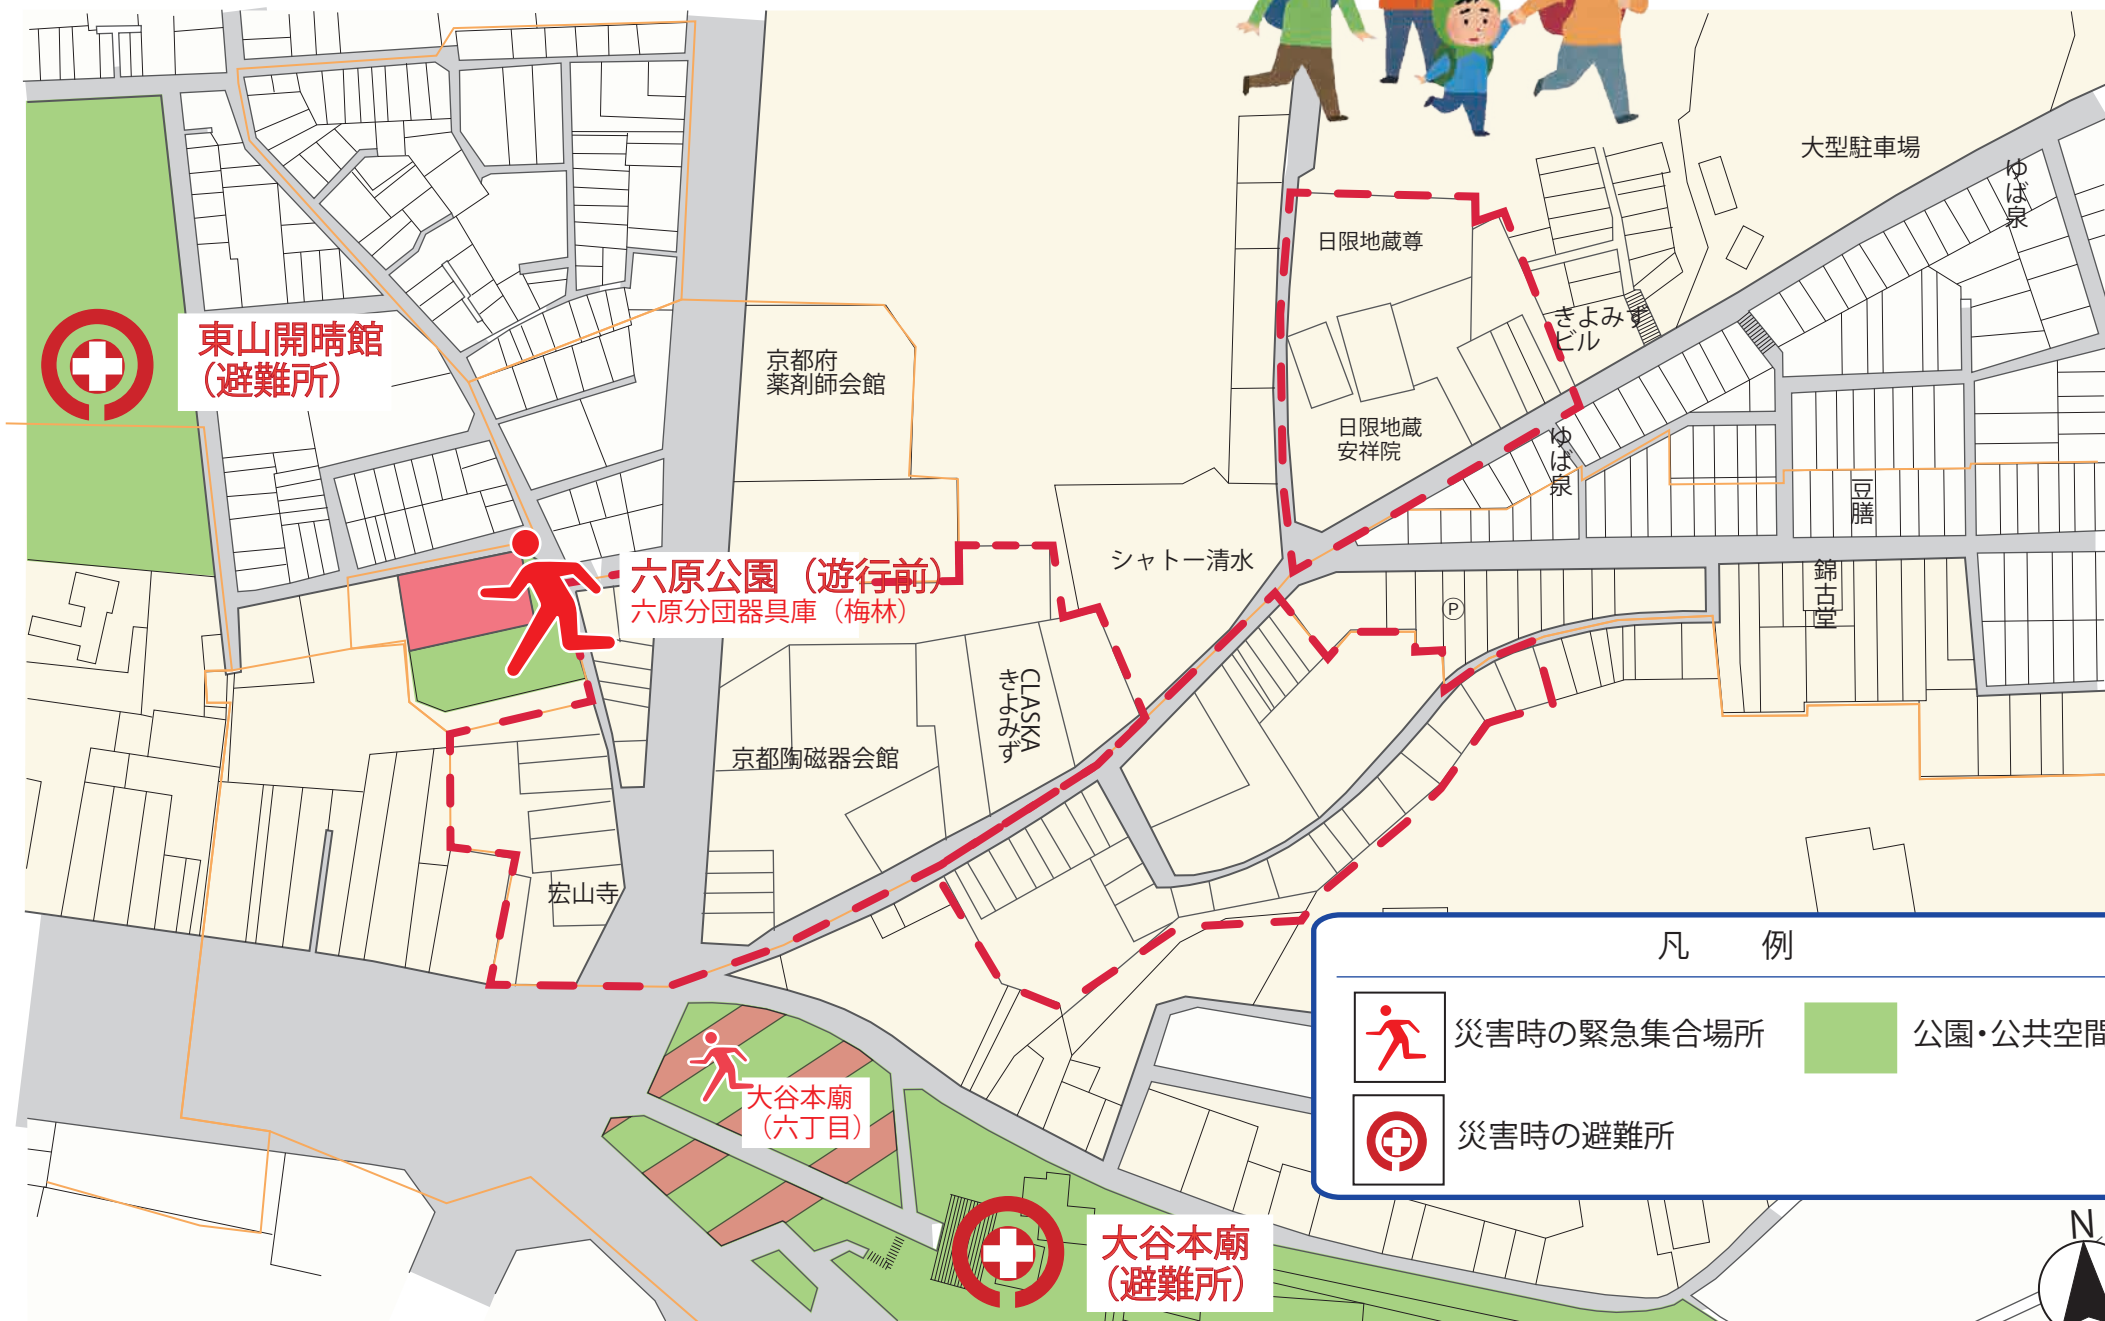 大型駐車場
ゆば泉
日限地蔵尊
きよみず
ビル
東山開晴館
（避難所）
京都府
薬剤師会館
日限地蔵
安祥院
ゆば泉
豆膳
シャトー清水
六原公園（遊行前）
六原分団器具庫（梅林）
錦古堂
P
CLASKA
きよみず
京都陶磁器会館
宏山寺
凡　例
災害時の緊急集合場所
公園・公共空間
大谷本廟
（六丁目）
災害時の避難所
大谷本廟
（避難所）
N